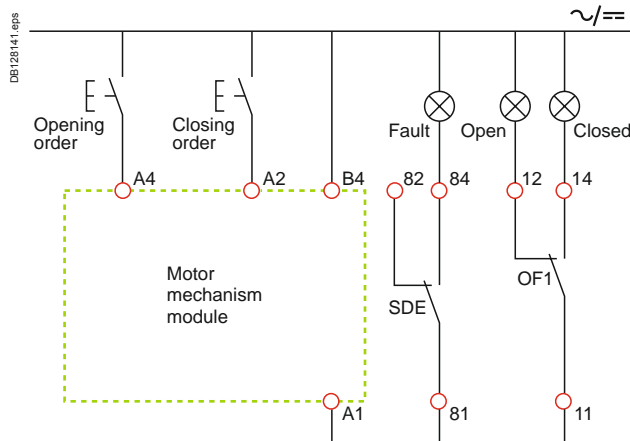 DB128141.eps
∼/⎓
Opening
order
Closing
order
Fault
Open
Closed
A4
A2
B4
82
84
12
14
Motor
mechanism
module
SDE
OF1
A1
81
11